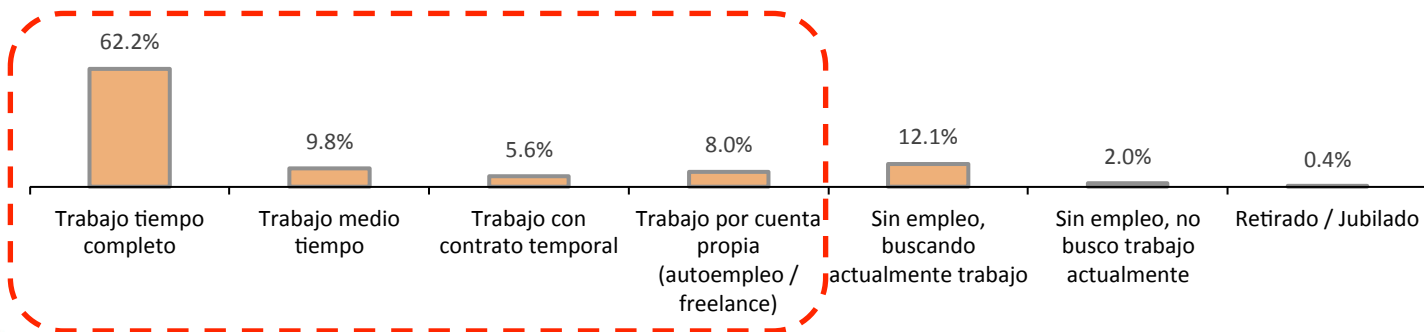 62.2%
9.8%
5.6%
8.0%
12.1%
2.0%
0.4%
Trabajo tiempo
completo
Trabajo medio
tiempo
Trabajo con
contrato temporal
Trabajo por cuenta
propia
(autoempleo /
freelance)
Sin empleo,
buscando
actualmente trabajo
Sin empleo, no
busco trabajo
actualmente
Retirado / Jubilado